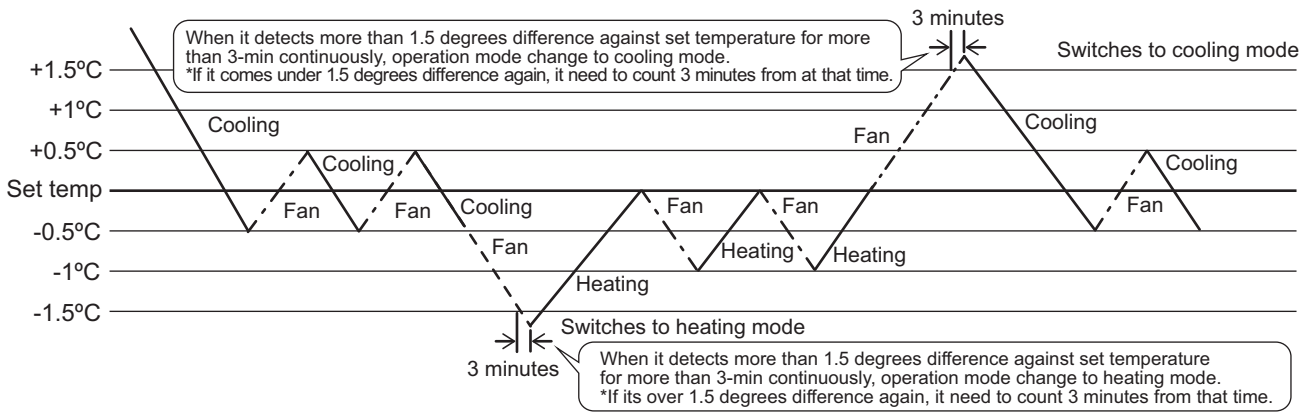 3 minutes
When it detects more than 1.5 degrees difference against set temperature for more
than 3-min continuously, operation mode change to cooling mode.
*If it comes under 1.5 degrees difference again, it need to count 3 minutes from at that time.
Switches to cooling mode
+1.5ºC
+1ºC
+0.5ºC
Set temp
-0.5ºC
-1ºC
-1.5ºC
Cooling
Fan
Cooling
Fan
Cooling
Fan
Heating
Fan
Heating
Fan
Heating
Fan
Cooling
Fan
Cooling
Switches to heating mode
3 minutes
When it detects more than 1.5 degrees difference against set temperature
for more than 3-min continuously, operation mode change to heating mode.
*If its over 1.5 degrees difference again, it need to count 3 minutes from that time.